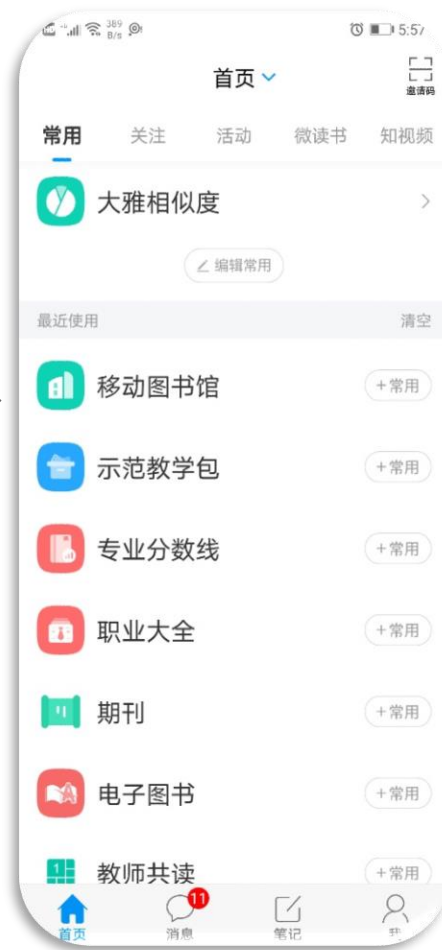 HD 389 B/s 5:57
首页
邀请码
常用 关注 活动 微读书 知视频
大雅相似度
编辑常用
最近使用 清空
移动图书馆 +常用
示范教学包 +常用
专业分数线 +常用
职业大全 +常用
期刊 +常用
电子图书 +常用
教师共读 +常用
11
首页 消息 笔记 我